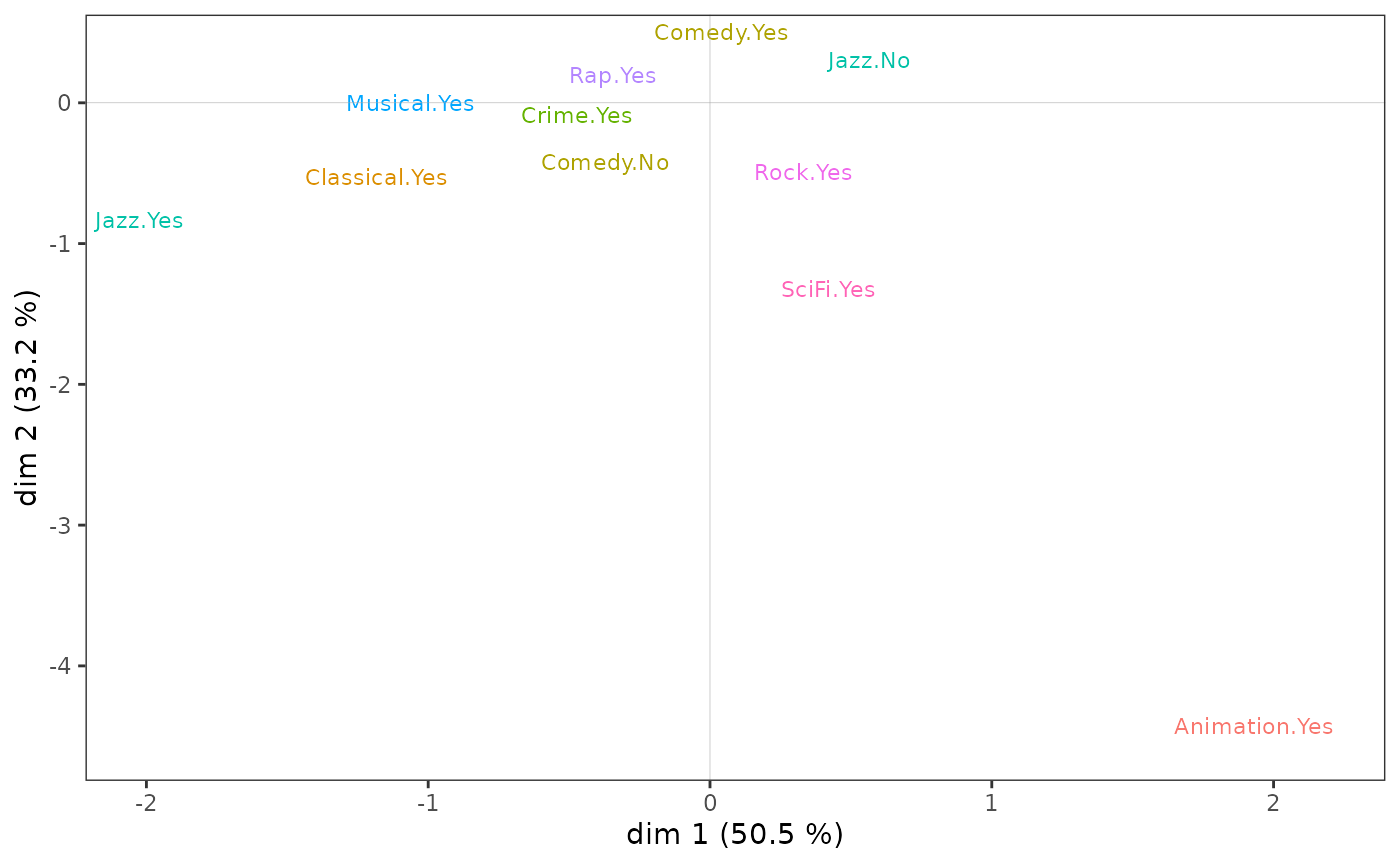 Comedy.Yes
Jazz.No
Rap.Yes
0
Musical.Yes
Crime.Yes
Comedy.No
Rock.Yes
Classical.Yes
Jazz.Yes
-1
SciFi.Yes
-2
-3
-4
Animation.Yes
dim 2 (33.2 %)
-2 -1 0 1 2
dim 1 (50.5 %)